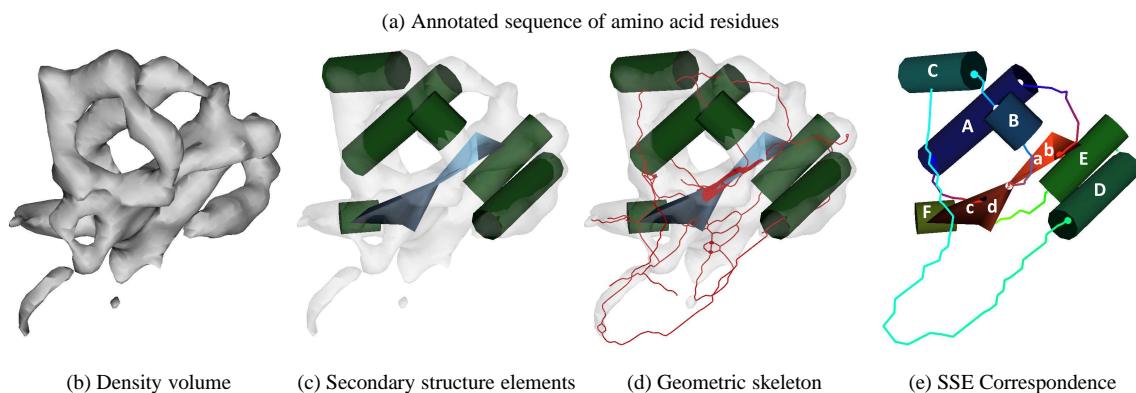 (a) Annotated sequence of amino acid residues
C
A
B
E
b
a
D
F
c
d
(b) Density volume
(c) Secondary structure elements
(d) Geometric skeleton
(e) SSE Correspondence